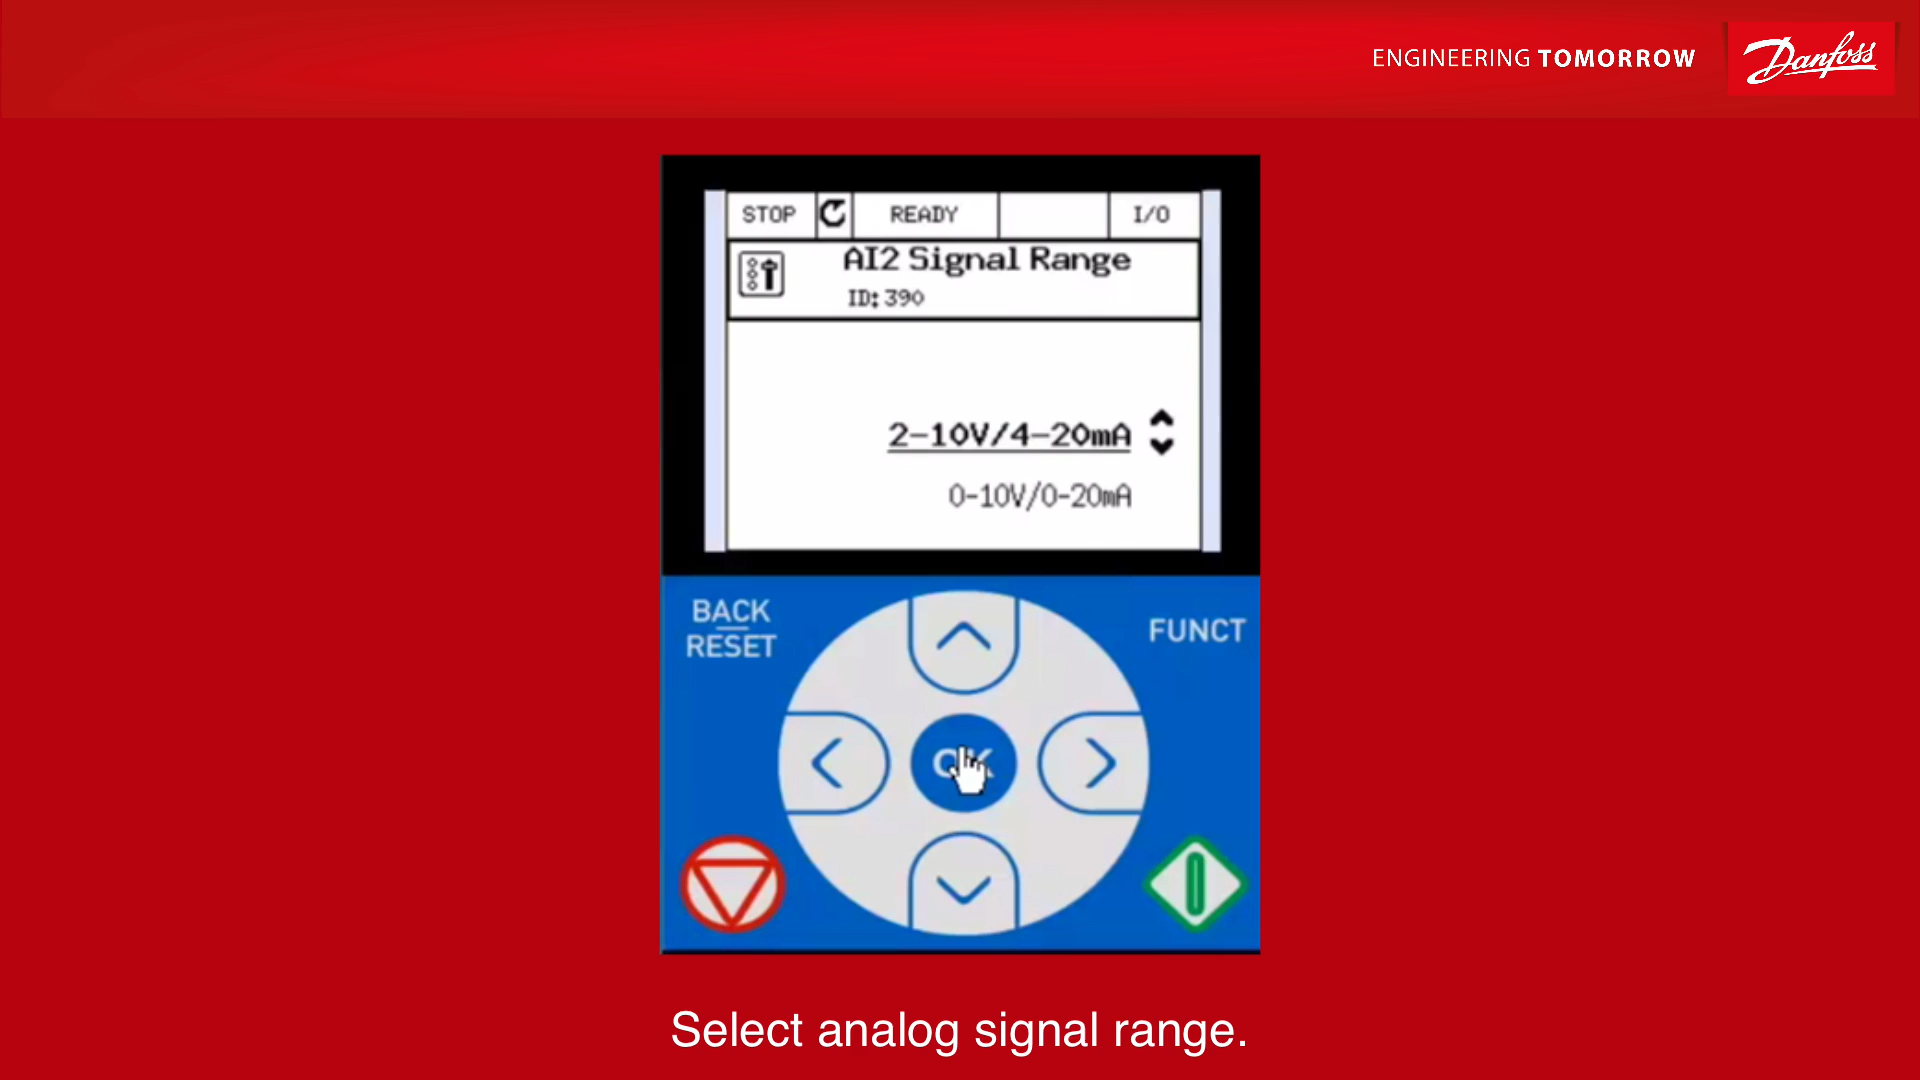 ENGINEERING TOMORROW
Danfoss
STOP READY I/O
AI2 Signal Range
ID:390
2-10V/4-20mA
0-10V/0-20mA
BACK
RESET
FUNCT
OK
Select analog signal range.